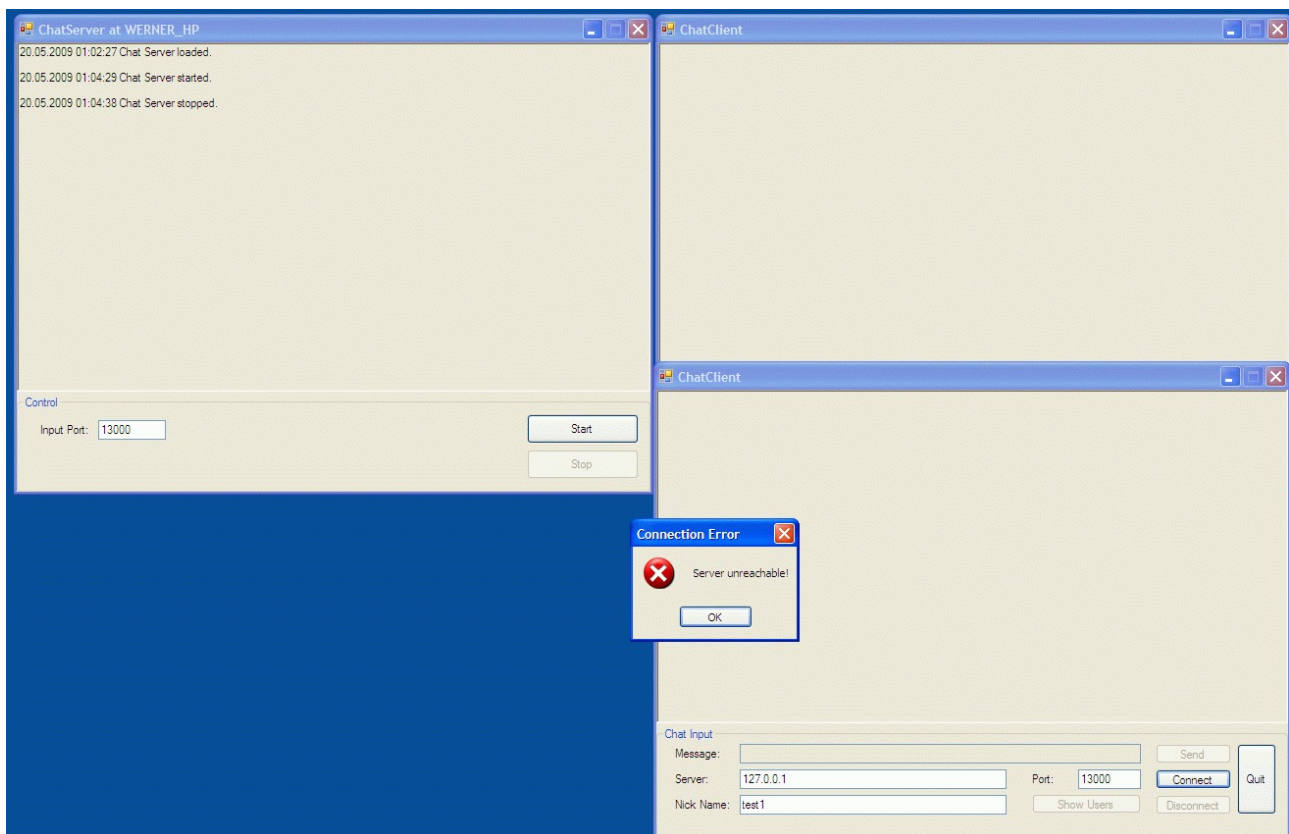 ChatServer at WERNER_HP
20.05.2009 01:02:27 Chat Server loaded.
20.05.2009 01:04:29 Chat Server started.
20.05.2009 01:04:38 Chat Server stopped.
Control
Input Port: 13000
Start
Stop
ChatClient
ChatClient
Connection Error
Server unreachable!
OK
Chat Input
Message: Send
Server: 127.0.0.1 Port: 13000 Connect Quit
Nick Name: test1 Show Users Disconnect